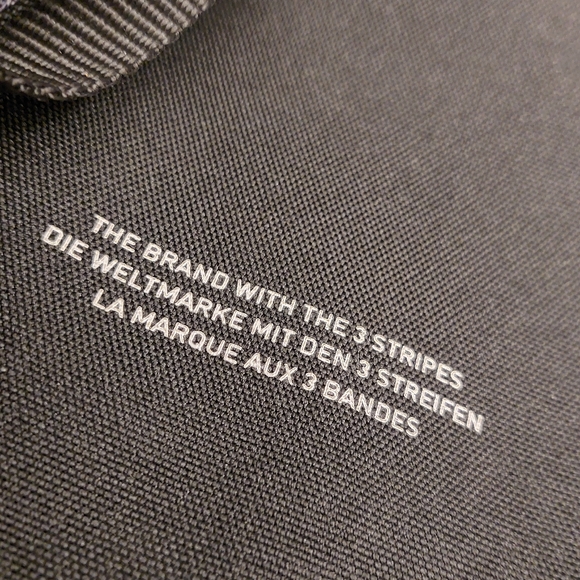 THE BRAND WITH THE 3 STRIPES
DIE WELTMARKE MIT DEN 3 STREIFEN
LA MARQUE AUX 3 BANDES